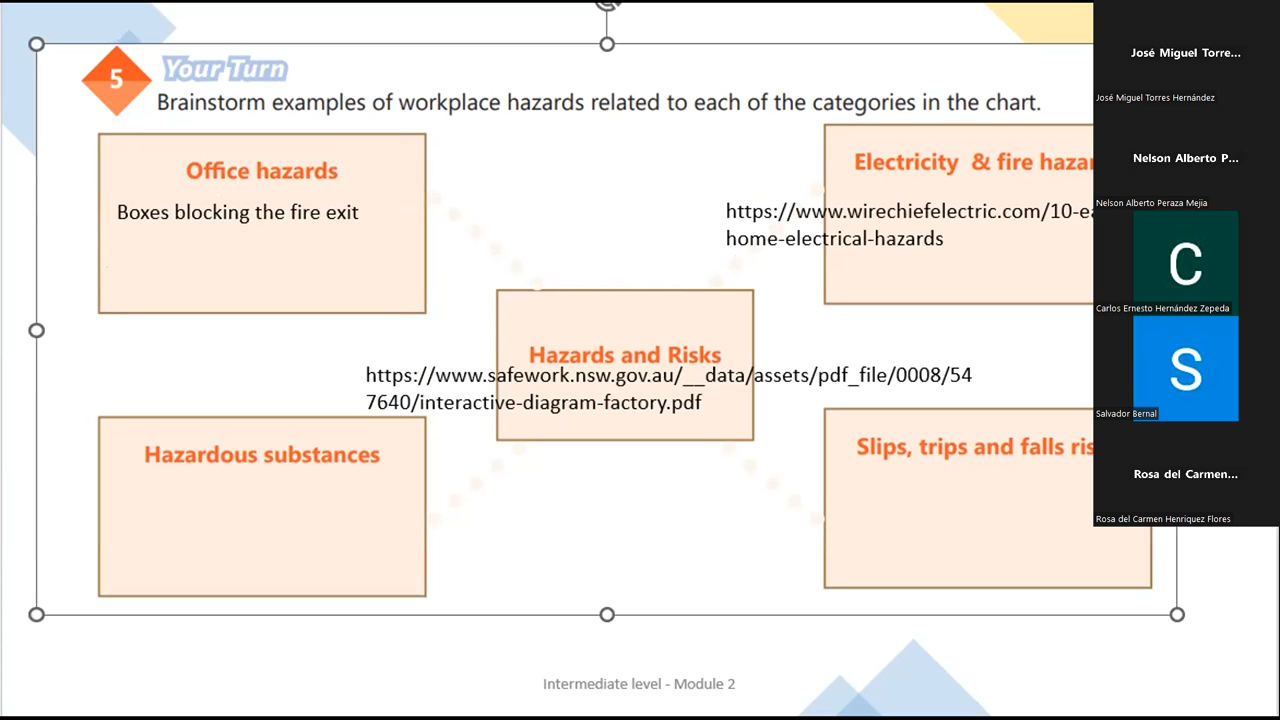 5
Your Turn
Brainstorm examples of workplace hazards related to each of the categories in the chart.
Office hazards
Boxes blocking the fire exit
Electricity & fire hazar
https://www.wirechiefelectric.com/10-ea
home-electrical-hazards
Hazards and Risks
https://www.safework.nsw.gov.au/__data/assets/pdf_file/0008/54
7640/interactive-diagram-factory.pdf
Hazardous substances
Slips, trips and falls ris
Intermediate level - Module 2
José Miguel Torre...
José Miguel Torres Hernández
Nelson Alberto P...
Nelson Alberto Peraza Mejia
C
Carlos Ernesto Hernández Zepeda
S
Salvador Bernal
Rosa del Carmen...
Rosa del Carmen Henriquez Flores